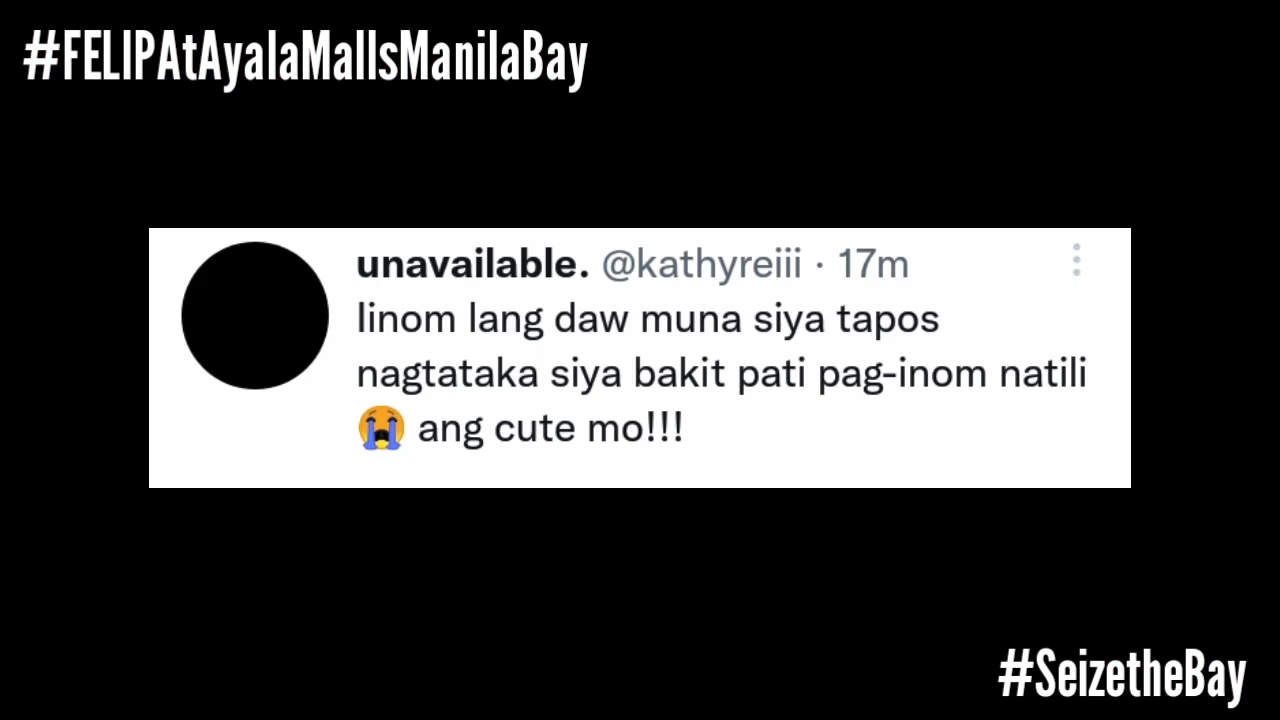 #FELIPAtAyalaMallsManilaBay
unavailable. @kathyreiii · 17m
Iinom lang daw muna siya tapos
nagtataka siya bakit pati pag-inom natili
😭 ang cute mo!!!
#SeizetheBay